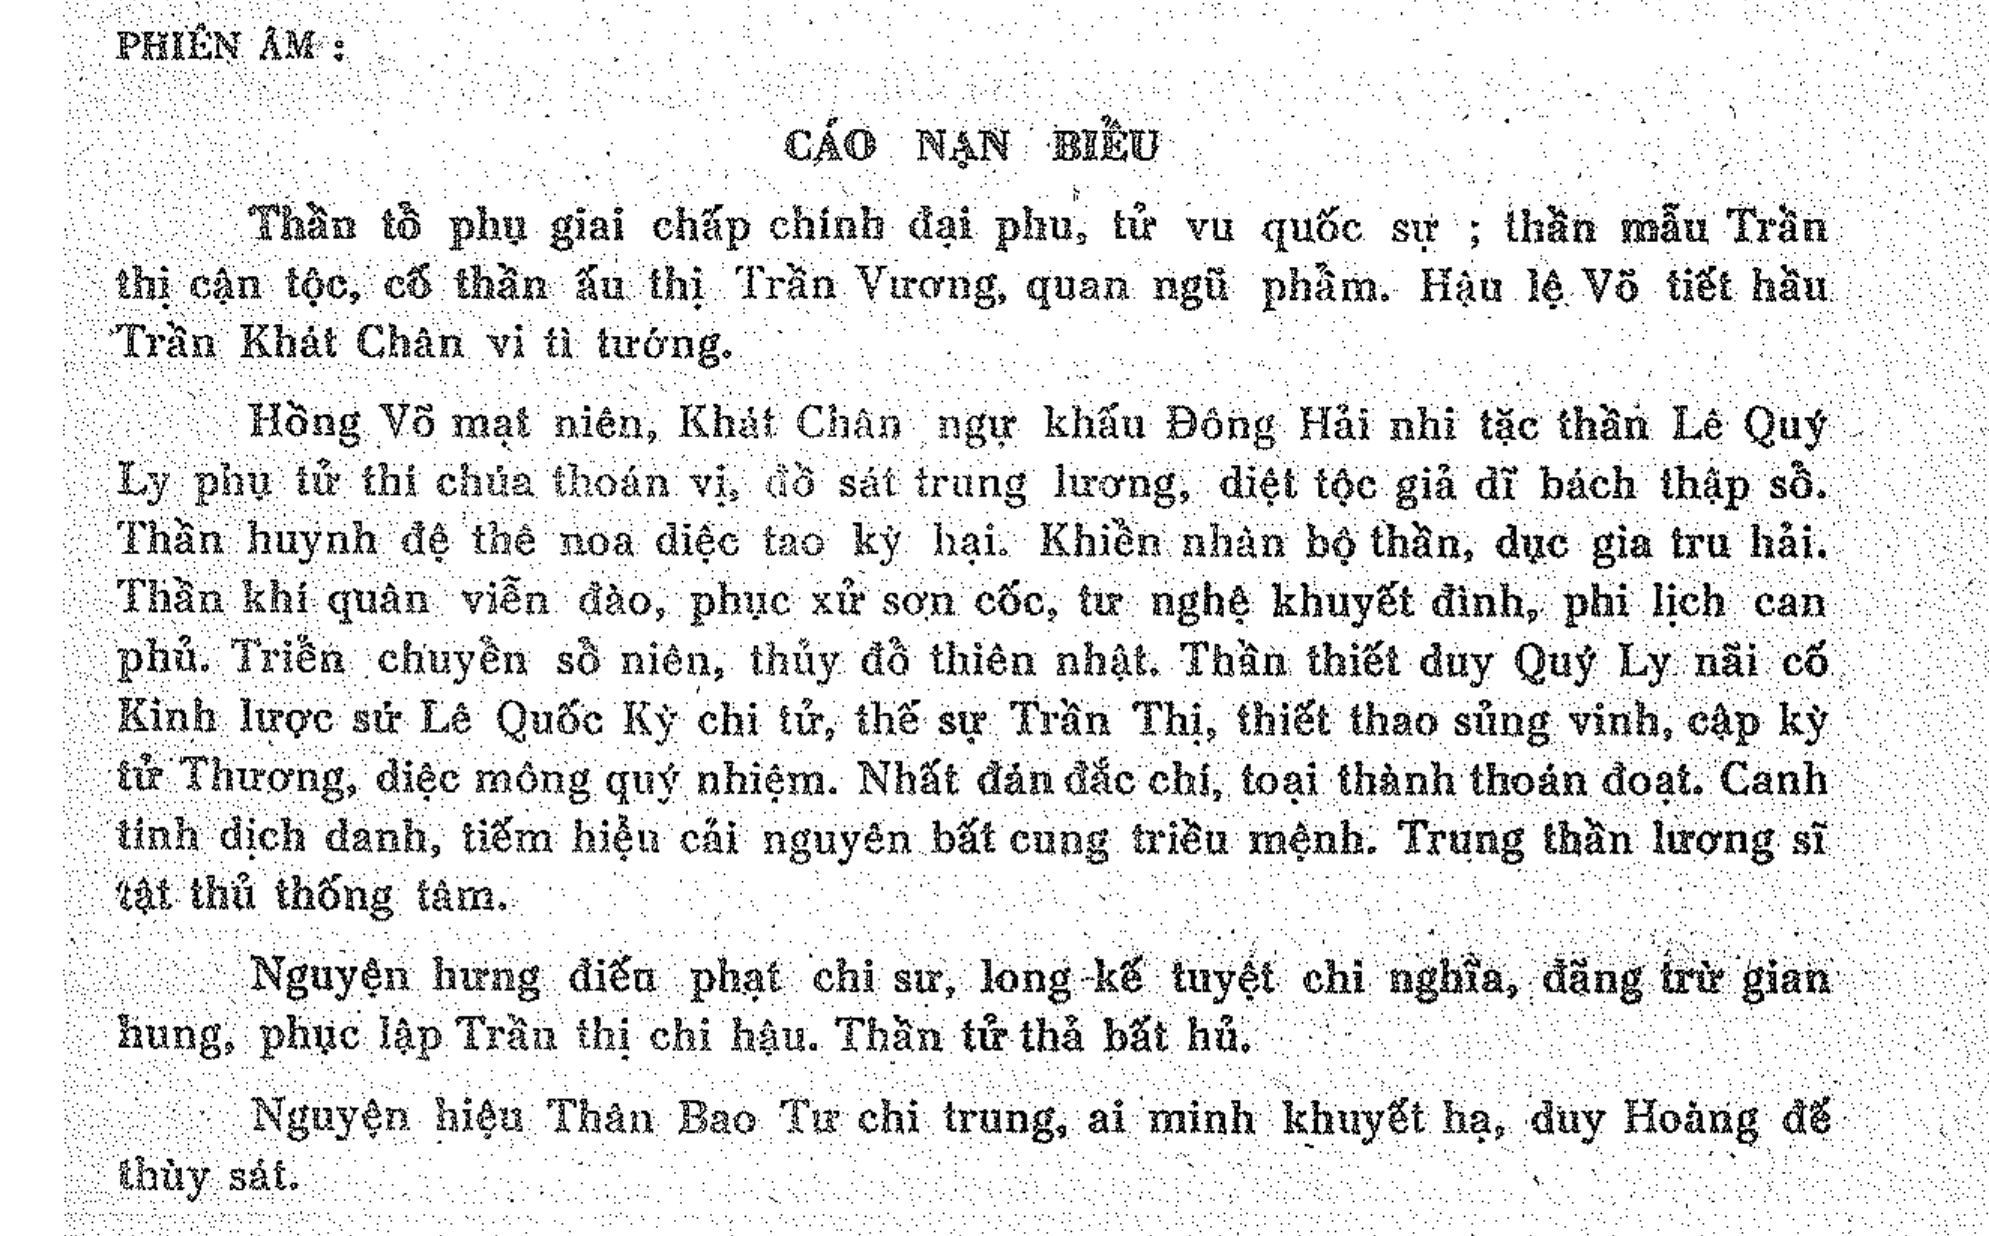 PHIÊN ÂM :
CÁO NẠN BIỂU
Thần tổ phụ giai chấp chính đại phu, tử vu quốc sự ; thần mẫu Trần
thị cận tộc, cố thần ấu thị Trần Vương, quan ngũ phẩm. Hậu lệ Võ tiết hầu
Trần Khát Chân vi tì tướng.
Hồng Võ mạt niên, Khát Chân ngự khấu Đông Hải nhi tặc thần Lê Quý
Ly phụ tử thí chúa thoán vị, đồ sát trung lương, diệt tộc giả dĩ bách thập số.
Thần huynh đệ thê noa diệc tao kỳ hại. Khiển nhân bộ thần, dục gia tru hải.
Thần khí quân viễn đào, phục xử sơn cốc, tư nghệ khuyết đình, phi lịch can
phủ. Triển chuyển sổ niên, thủy đổ thiên nhật. Thần thiết duy Quý Ly nãi cố
Kinh lược sứ Lê Quốc Kỳ chi tử, thế sự Trần Thị, thiết thao sủng vinh, cập kỳ
tử Thương, diệc mông quý nhiệm. Nhất đán đắc chí, toại thành thoán đoạt. Canh
tính dịch danh, tiếm hiệu cải nguyên bất cung triều mệnh. Trung thần lương sĩ
tật thủ thống tâm.
Nguyện hưng điếu phạt chi sư, long kế tuyệt chi nghĩa, đãng trừ gian
hung, phục lập Trần thị chi hậu. Thần tử thả bất hủ.
Nguyện hiệu Thân Bao Tư chi trung, ai minh khuyết hạ, duy Hoàng đế
thùy sát.